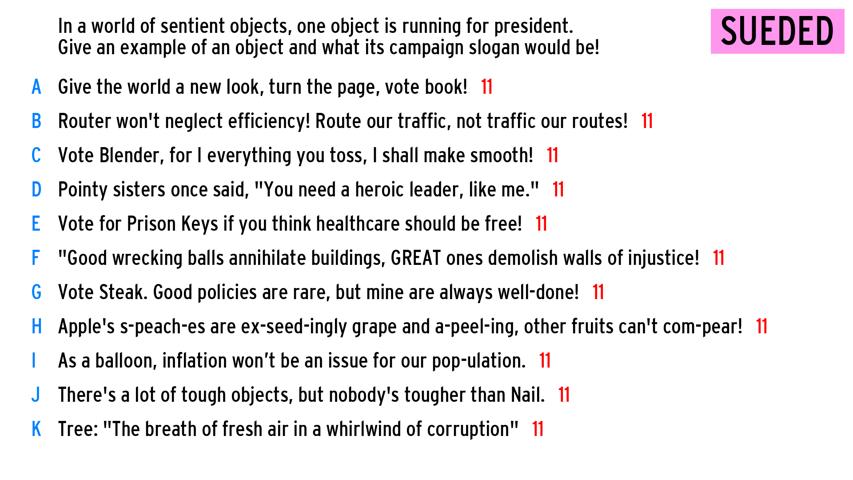 In a world of sentient objects, one object is running for president.
Give an example of an object and what its campaign slogan would be!
SUEDED
A Give the world a new look, turn the page, vote book! 11
B Router won't neglect efficiency! Route our traffic, not traffic our routes! 11
C Vote Blender, for I everything you toss, I shall make smooth! 11
D Pointy sisters once said, "You need a heroic leader, like me." 11
E Vote for Prison Keys if you think healthcare should be free! 11
F "Good wrecking balls annihilate buildings, GREAT ones demolish walls of injustice! 11
G Vote Steak. Good policies are rare, but mine are always well-done! 11
H Apple's s-peach-es are ex-seed-ingly grape and a-peel-ing, other fruits can't com-pear! 11
I As a balloon, inflation won’t be an issue for our pop-ulation. 11
J There's a lot of tough objects, but nobody's tougher than Nail. 11
K Tree: "The breath of fresh air in a whirlwind of corruption" 11